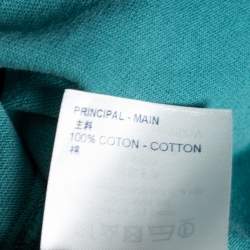 PRINCIPAL - MAIN
主料
100% COTON - COTTON
棉